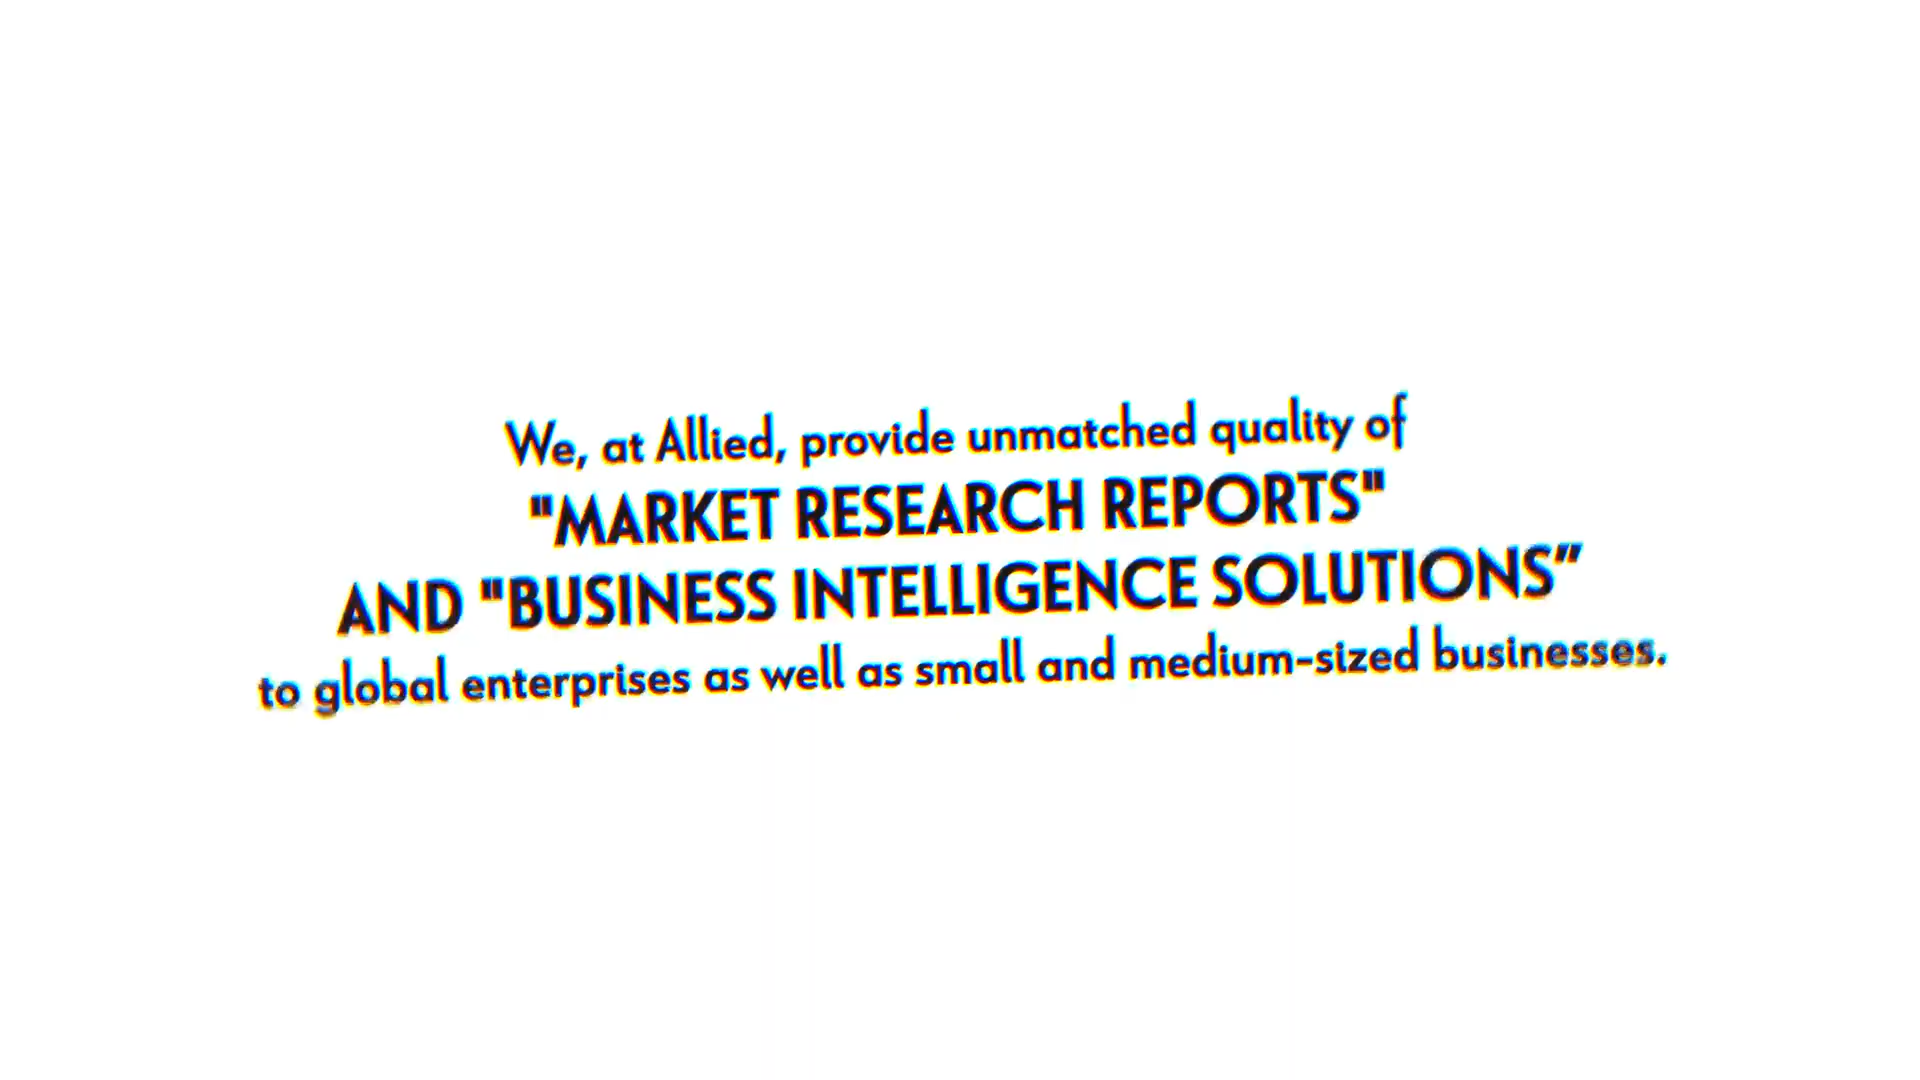 We, at Allied, provide unmatched quality of
"MARKET RESEARCH REPORTS"
AND "BUSINESS INTELLIGENCE SOLUTIONS”
to global enterprises as well as small and medium-sized businesses.